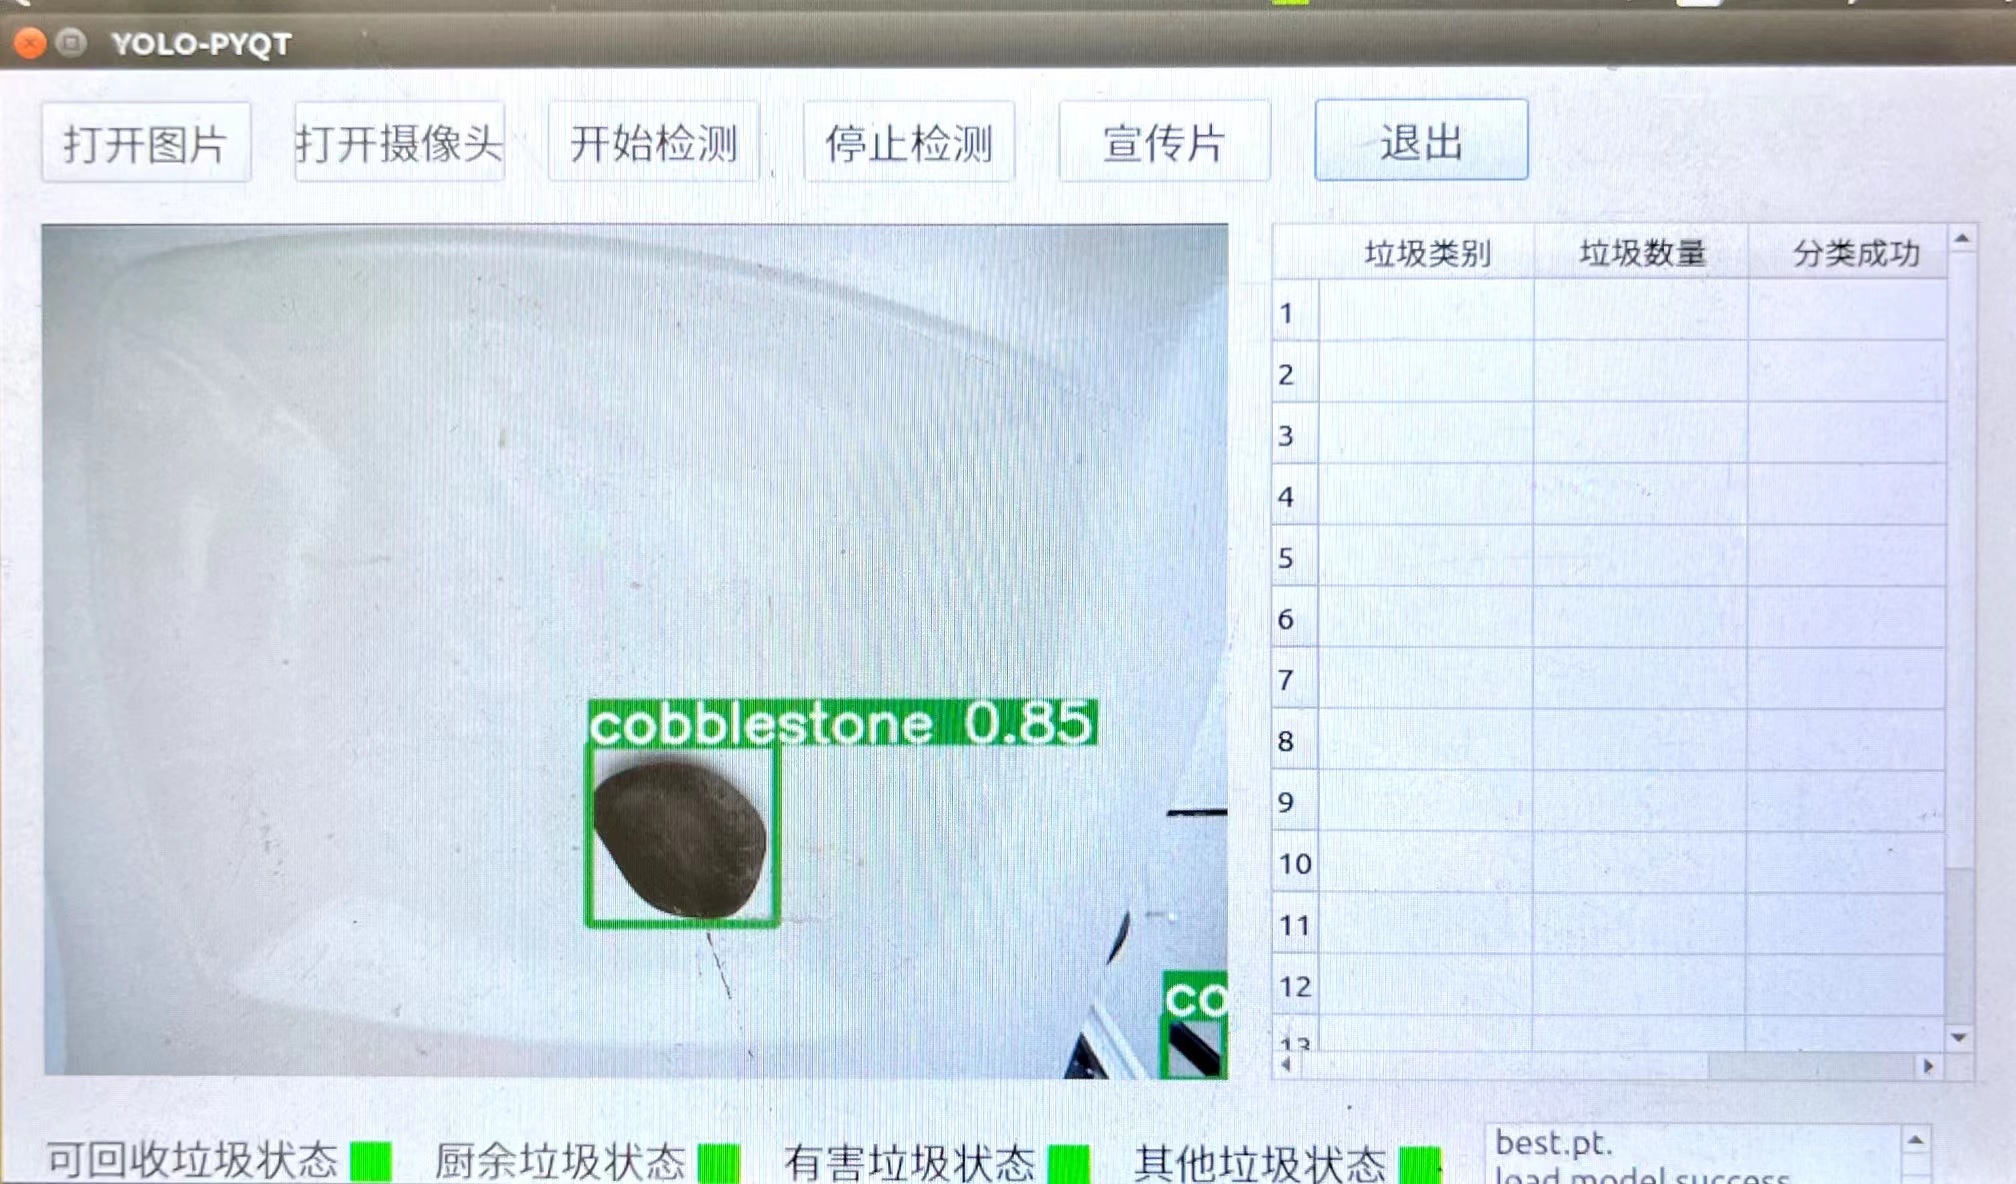 YOLO-PYQT
打开图片
打开摄像头
开始检测
停止检测
宣传片
退出
垃圾类别 垃圾数量 分类成功
1
2
3
4
5
6
7
8
9
10
11
12
13
cobblestone 0.85
co
可回收垃圾状态
厨余垃圾状态
有害垃圾状态
其他垃圾状态
best.pt.
load model success